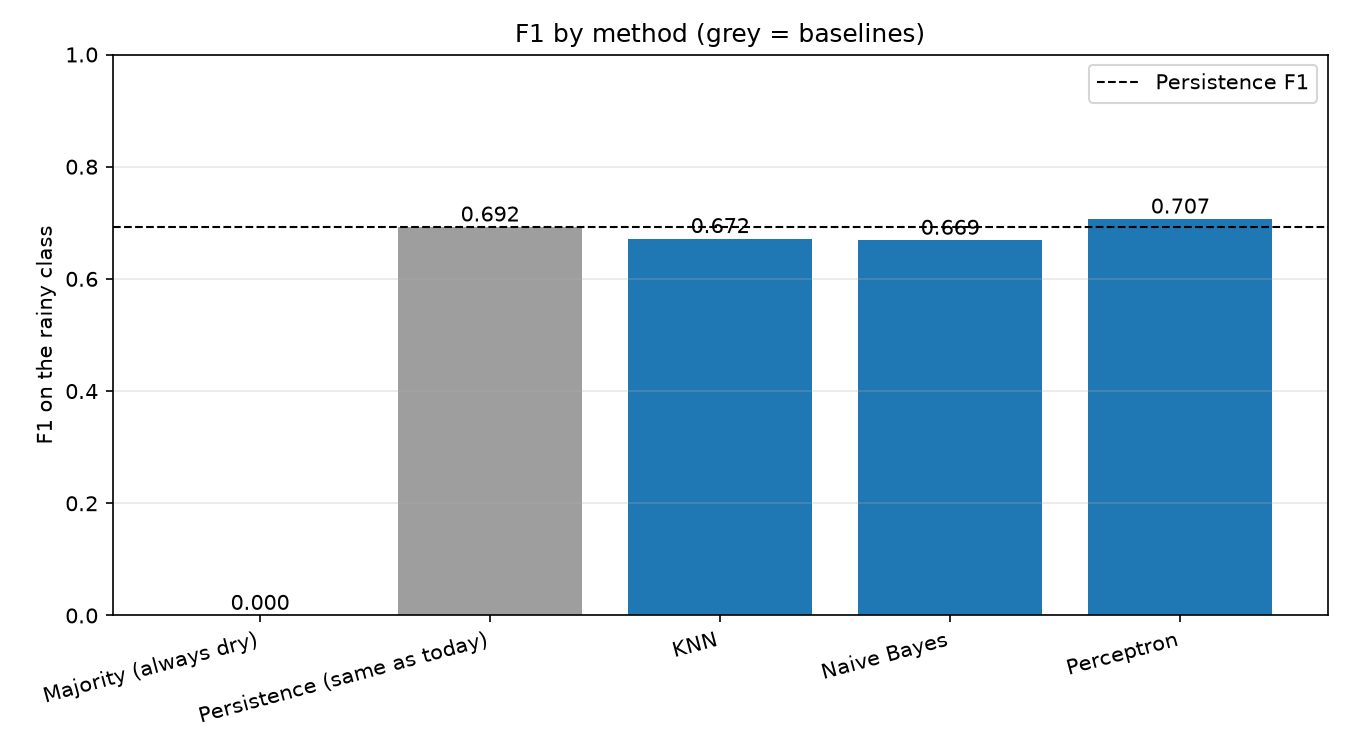 F1 by method (grey = baselines)
1.0
0.8
0.6
0.4
0.2
0.0
F1 on the rainy class
Persistence F1
0.000
0.692
0.672
0.669
0.707
Majority (always dry)
Persistence (same as today)
KNN
Naive Bayes
Perceptron